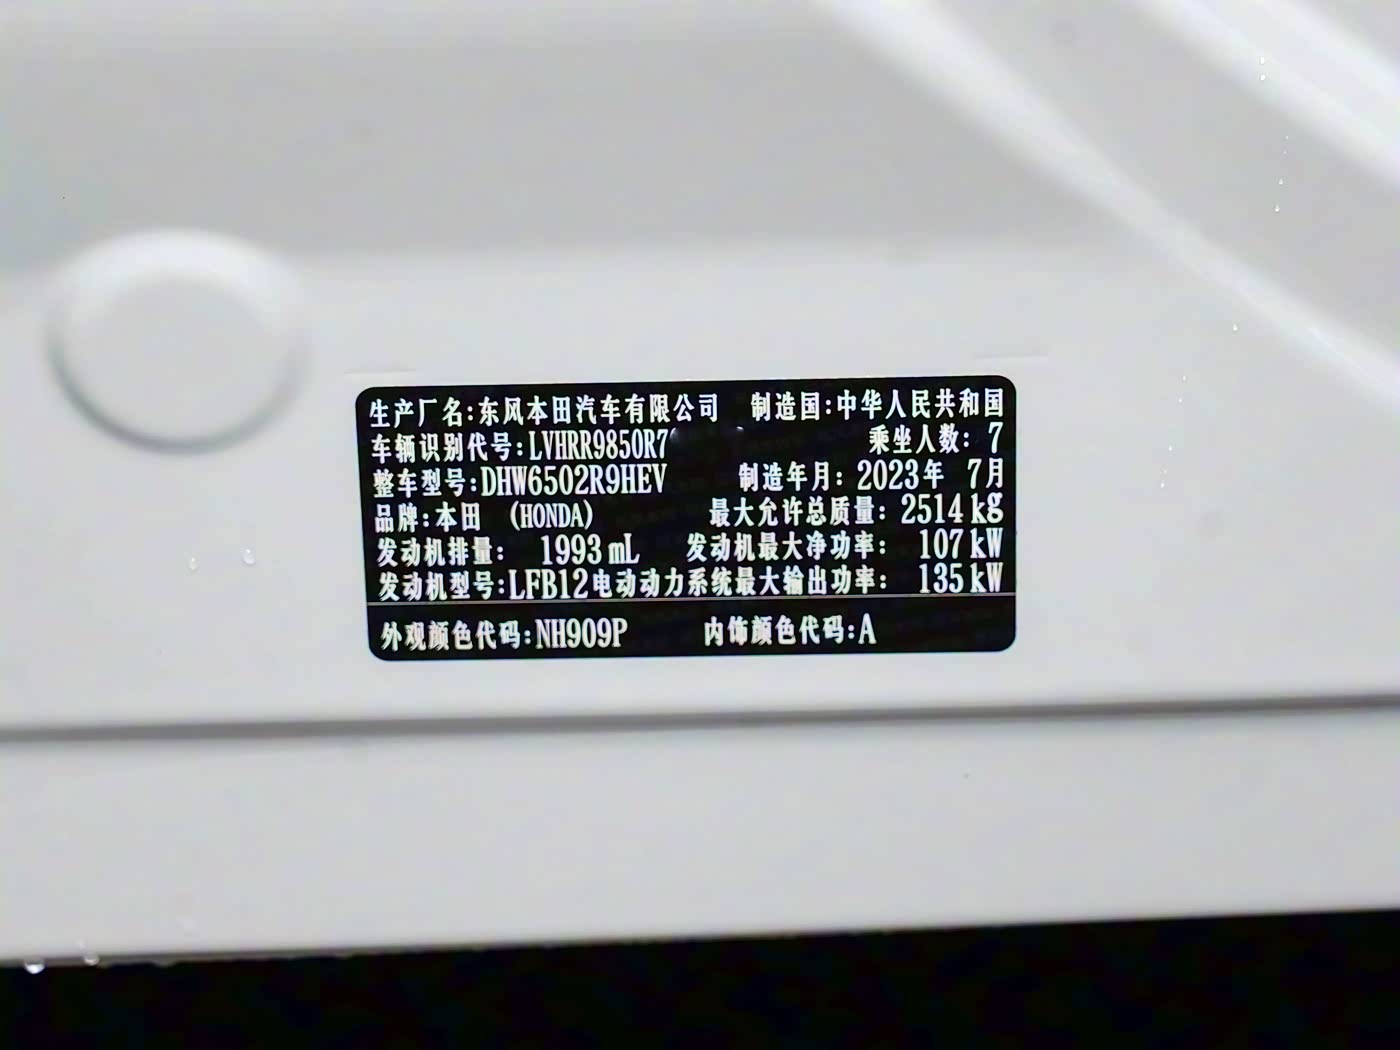 生产厂名:东风本田汽车有限公司 制造国:中华人民共和国
车辆识别代号:LVHRR9850R7 乘坐人数: 7
整车型号:DHW6502R9HEV 制造年月: 2023年 7月
品牌:本田 (HONDA) 最大允许总质量: 2514 kg
发动机排量: 1993 mL 发动机最大净功率: 107 kW
发动机型号:LFB12 电动动力系统最大输出功率: 135 kW
外观颜色代码:NH909P 内饰颜色代码:A